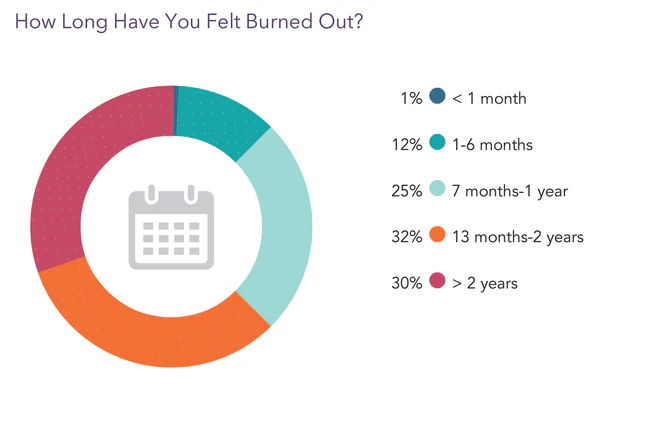 How Long Have You Felt Burned Out?
1% < 1 month
12% 1-6 months
25% 7 months-1 year
32% 13 months-2 years
30% > 2 years